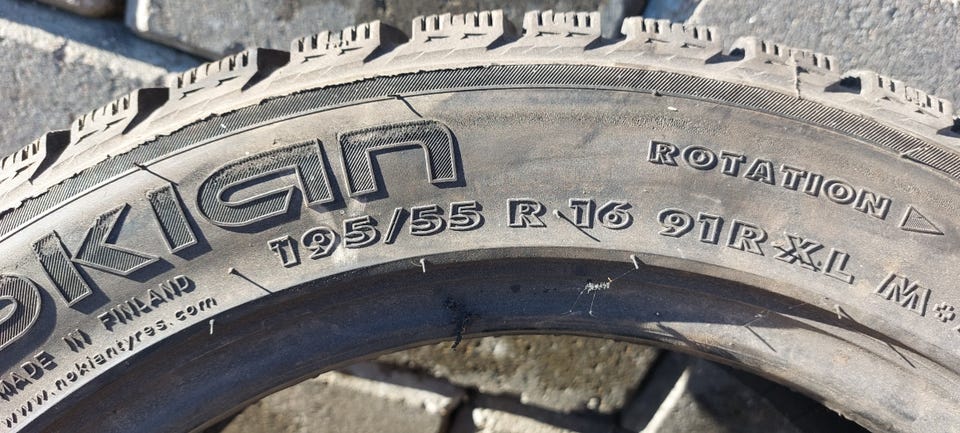 OKIAN
195/55 R 16 91R XL M+
ROTATION
MADE IN FINLAND
www.nokiantyres.com